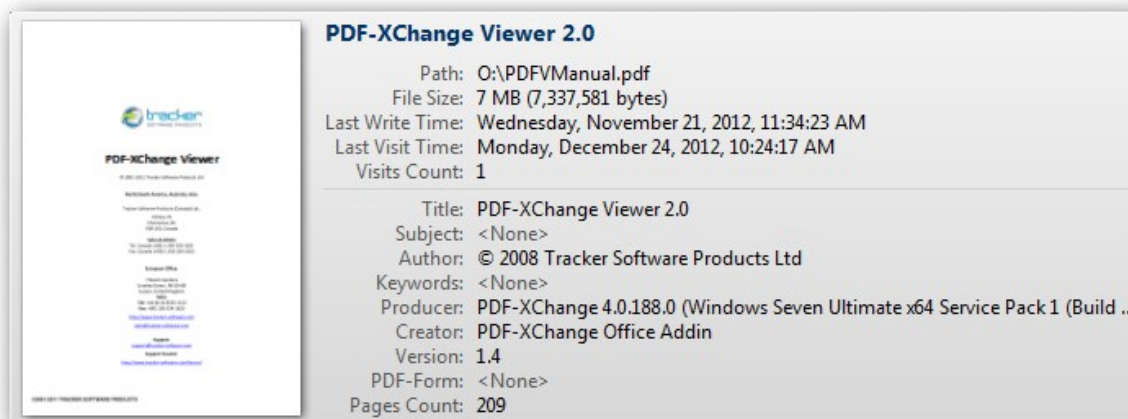 tracker
SOFTWARE PRODUCTS
PDF-XChange Viewer
PDF-XChange Viewer 2.0
Path: O:\PDFVManual.pdf
File Size: 7 MB (7,337,581 bytes)
Last Write Time: Wednesday, November 21, 2012, 11:34:23 AM
Last Visit Time: Monday, December 24, 2012, 10:24:17 AM
Visits Count: 1
Title: PDF-XChange Viewer 2.0
Subject: <None>
Author: © 2008 Tracker Software Products Ltd
Keywords: <None>
Producer: PDF-XChange 4.0.188.0 (Windows Seven Ultimate x64 Service Pack 1 (Build ...
Creator: PDF-XChange Office Addin
Version: 1.4
PDF-Form: <None>
Pages Count: 209